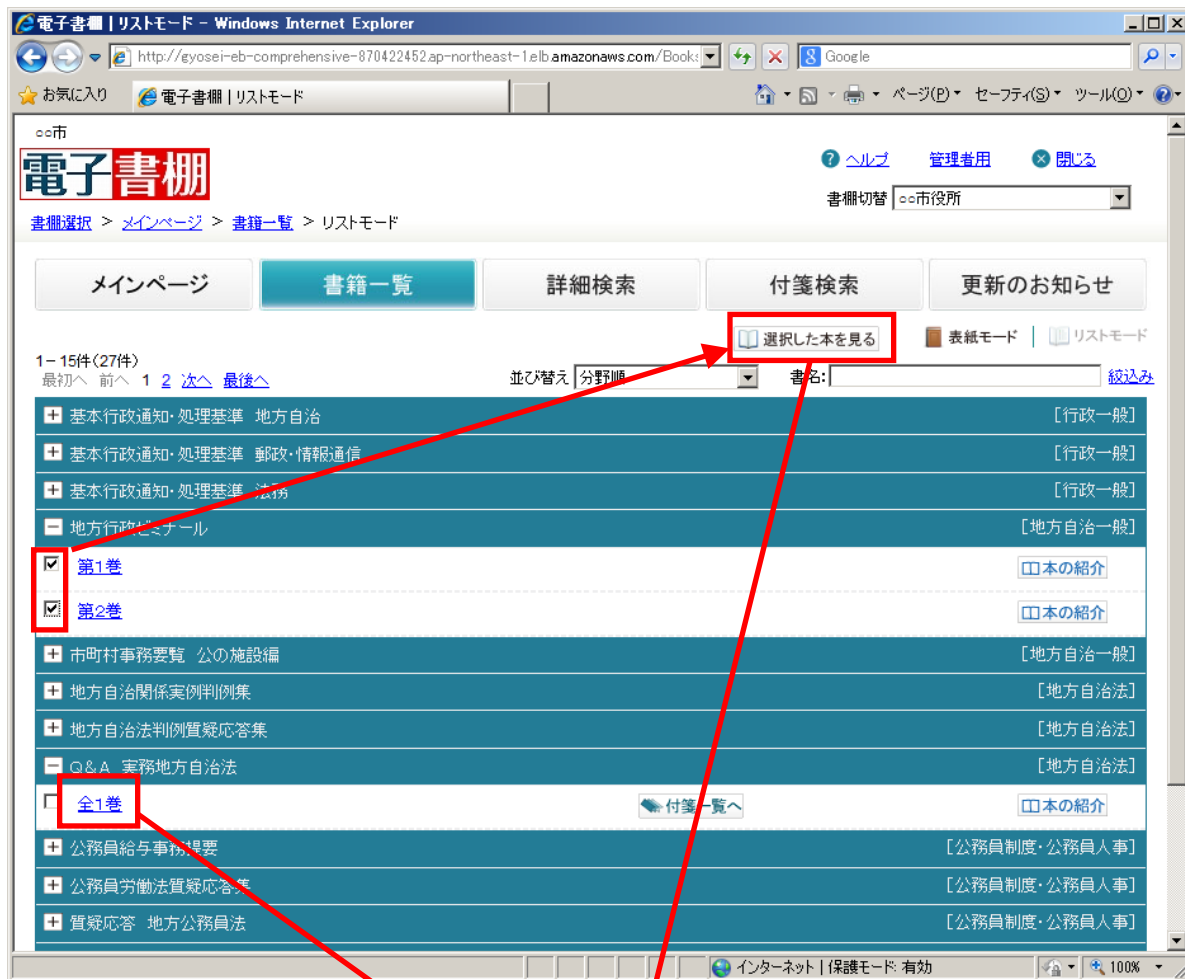 電子書棚 | リストモード - Windows Internet Explorer
http://gyosei-eb-comprehensive-870422452.ap-northeast-1.elb.amazonaws.com/Books
Google
お気に入り 電子書棚 | リストモード ページ(P) セーフティ(S) ツール(O)
○○市
電子書棚
ヘルプ 管理者用 閉じる
書棚切替 ○○市役所
書棚選択 > メインページ > 書籍一覧 > リストモード
メインページ 書籍一覧 詳細検索 付箋検索 更新のお知らせ
選択した本を見る 表紙モード | リストモード
1-15件(27件)
最初へ 前へ 1 2 次へ 最後へ 並び替え 分野順 書名: 絞込み
基本行政通知・処理基準 地方自治 [行政一般]
基本行政通知・処理基準 郵政・情報通信 [行政一般]
基本行政通知・処理基準 法務 [行政一般]
地方行政ゼミナール [地方自治一般]
第1巻 本の紹介
第2巻 本の紹介
市町村事務要覧 公の施設編 [地方自治一般]
地方自治関係実例判例集 [地方自治法]
地方自治法判例質疑応答集 [地方自治法]
Q&A 実務地方自治法 [地方自治法]
全1巻 付箋一覧へ 本の紹介
公務員給与事務提要 [公務員制度・公務員人事]
公務員労働法質疑応答集 [公務員制度・公務員人事]
質疑応答 地方公務員法 [公務員制度・公務員人事]
インターネット | 保護モード: 有効 100%